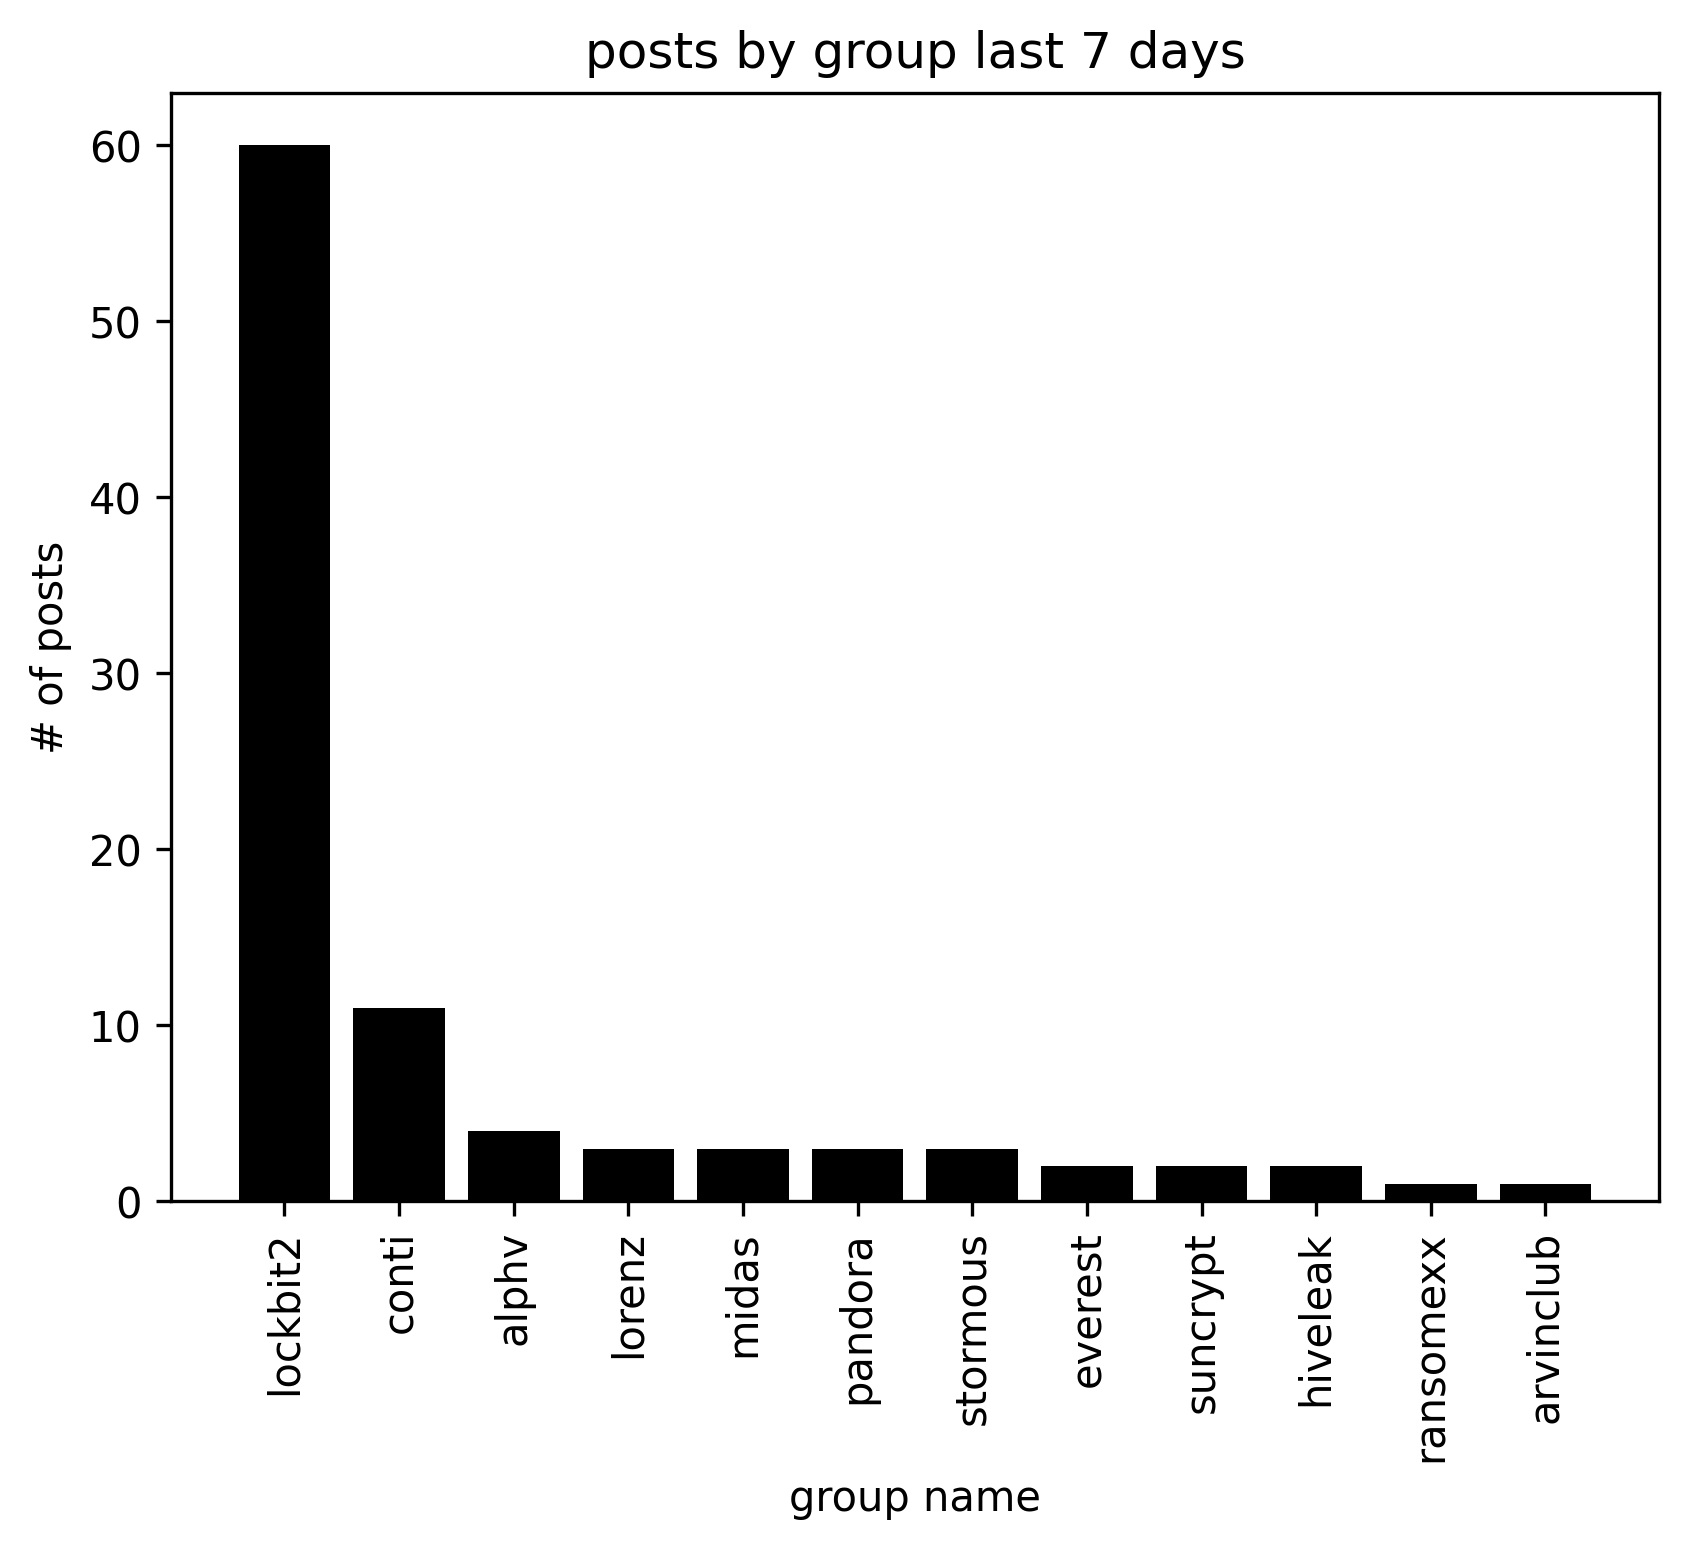 posts by group last 7 days
# of posts
60
50
40
30
20
10
0
lockbit2
conti
alphv
lorenz
midas
pandora
stormous
everest
suncrypt
hiveleak
ransomexx
arvinclub
group name